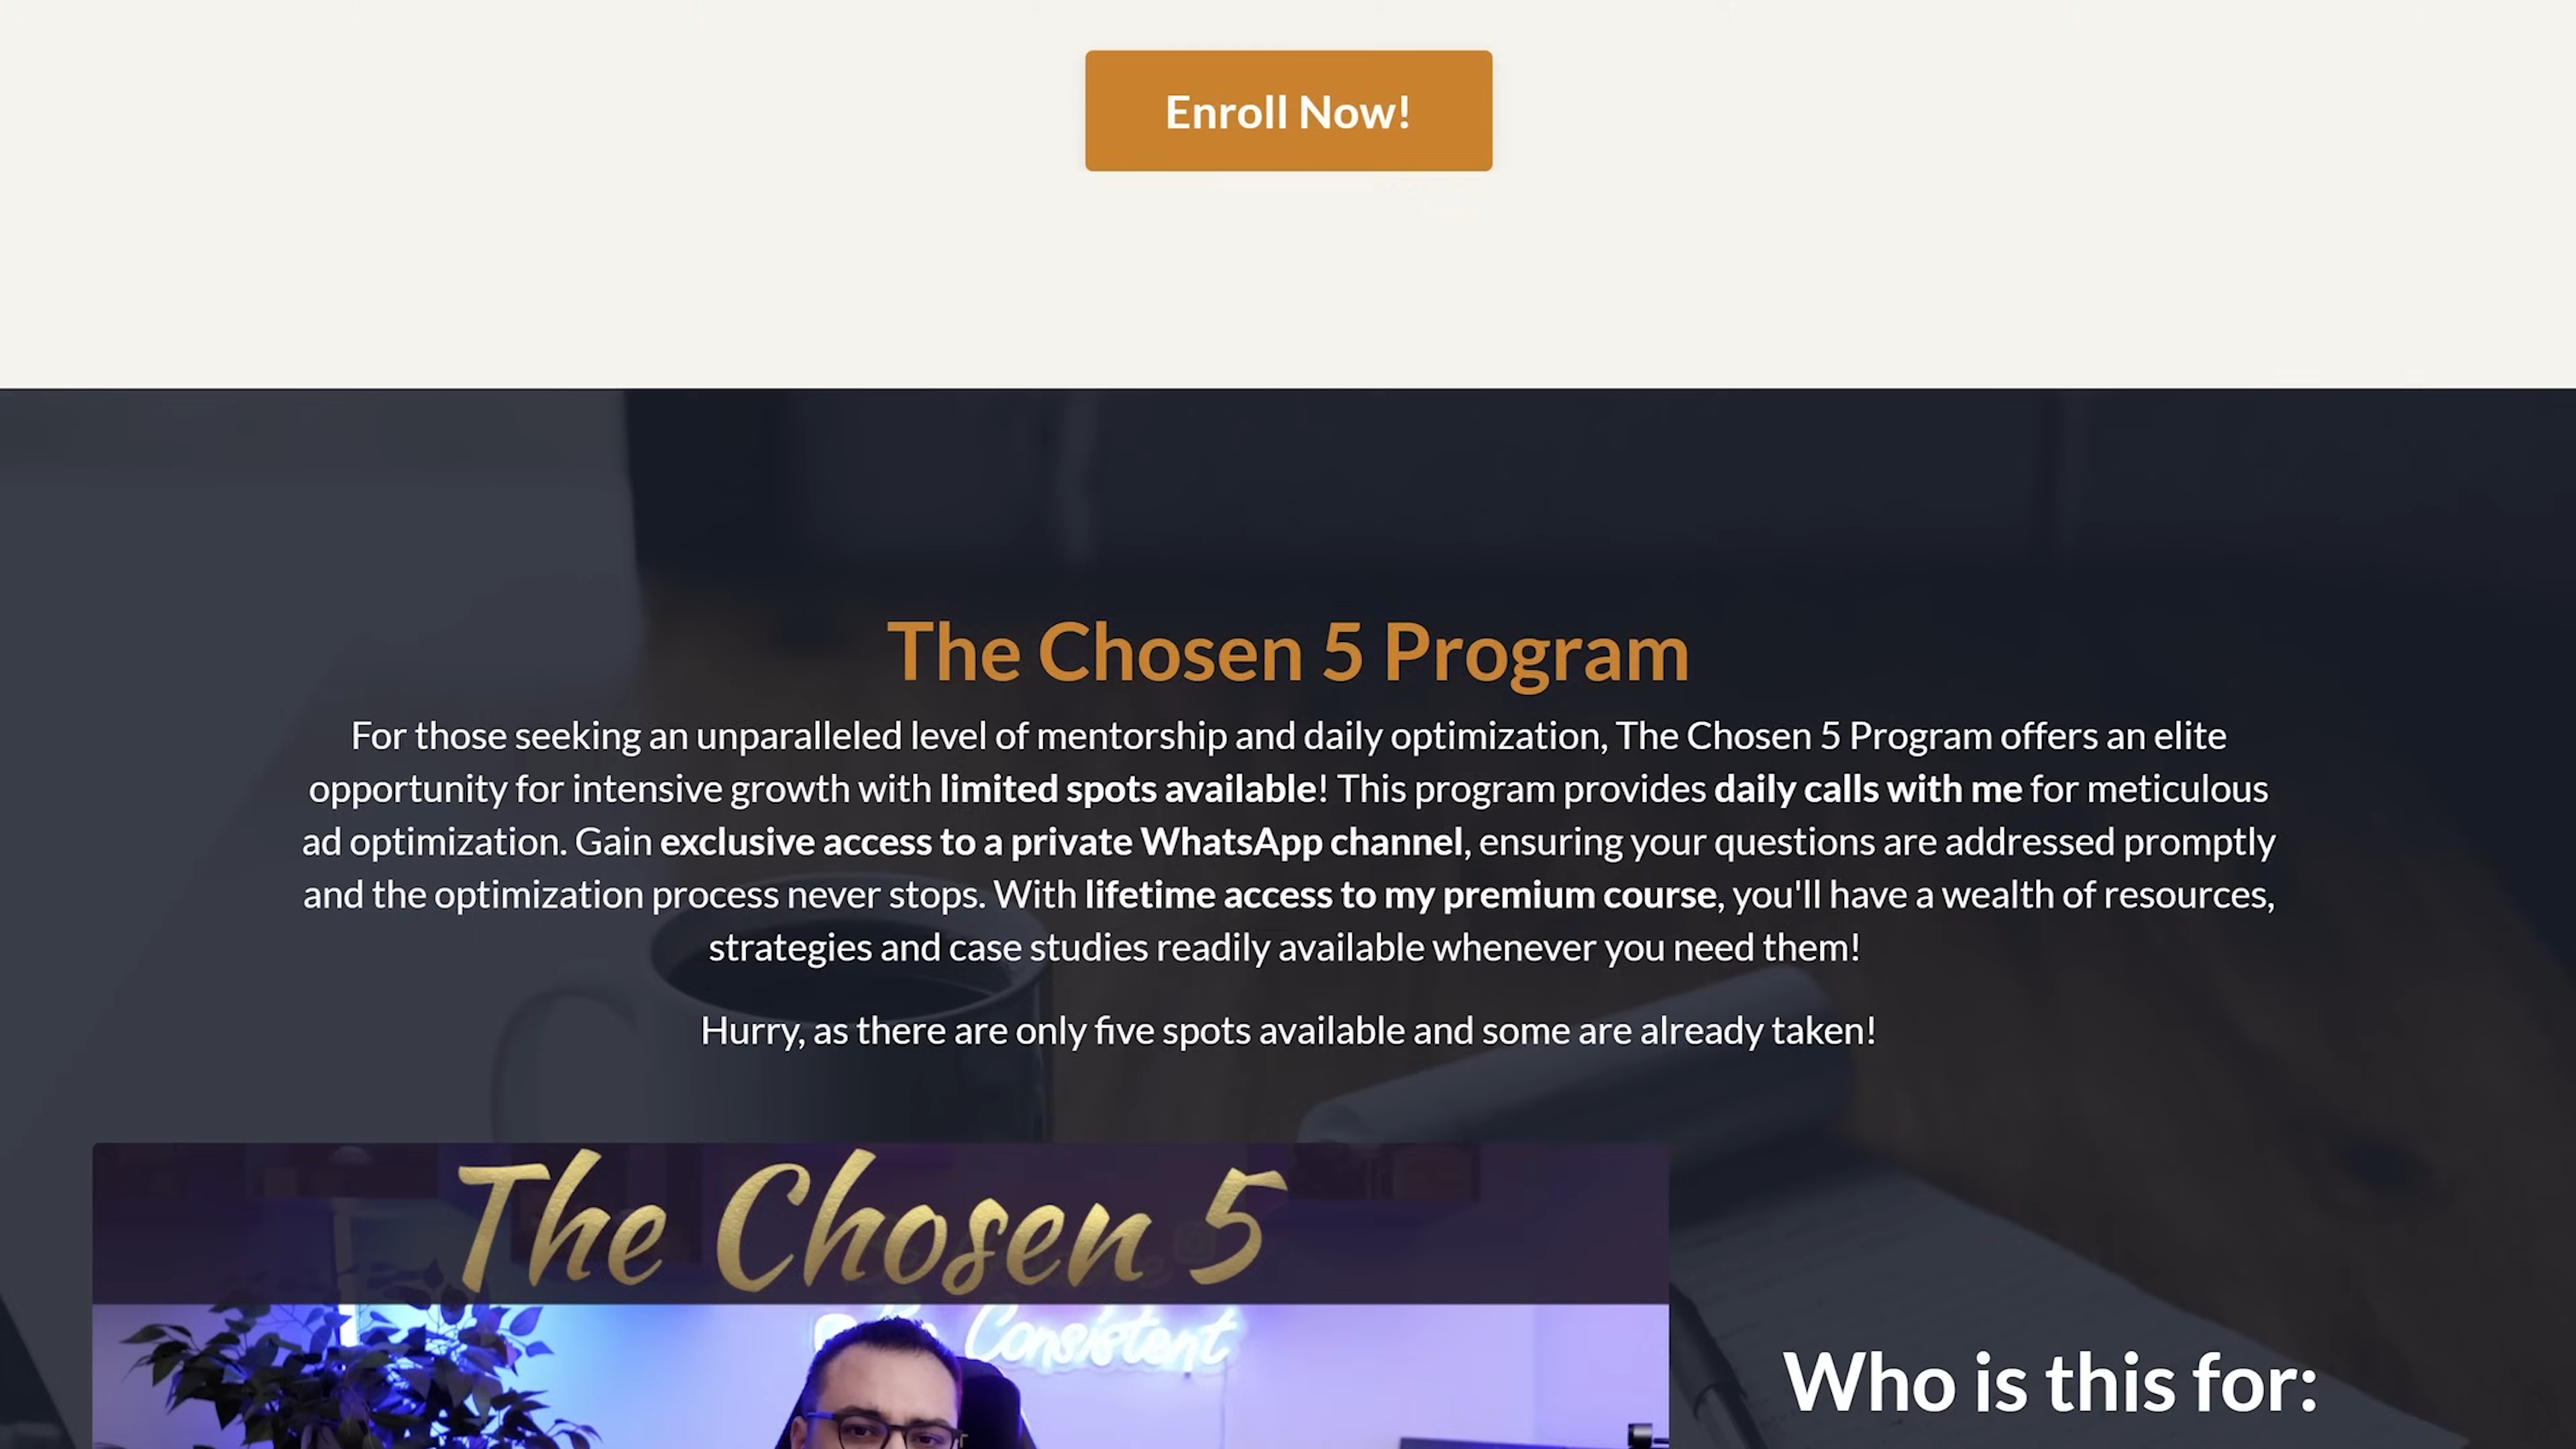 Enroll Now!
The Chosen 5 Program
For those seeking an unparalleled level of mentorship and daily optimization, The Chosen 5 Program offers an elite
opportunity for intensive growth with limited spots available! This program provides daily calls with me for meticulous
ad optimization. Gain exclusive access to a private WhatsApp channel, ensuring your questions are addressed promptly
and the optimization process never stops. With lifetime access to my premium course, you'll have a wealth of resources,
strategies and case studies readily available whenever you need them!
Hurry, as there are only five spots available and some are already taken!
The Chosen 5
Consistent
Who is this for: